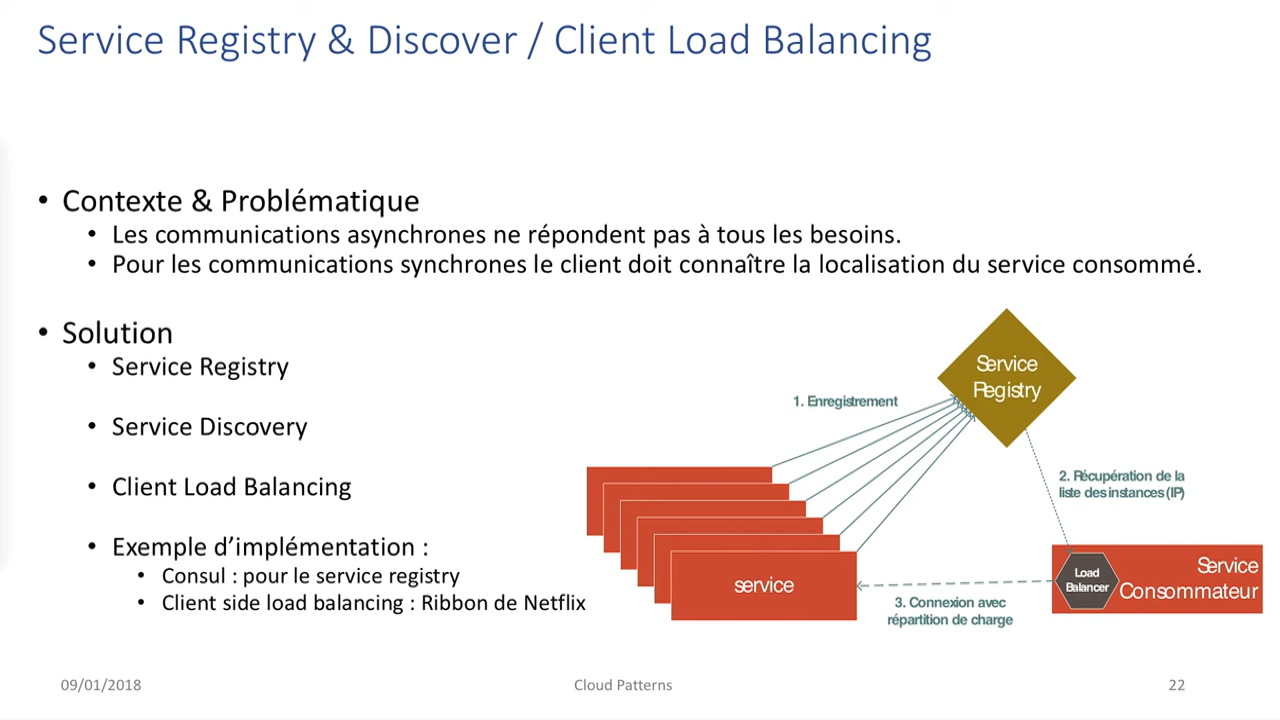 Service Registry & Discover / Client Load Balancing
• Contexte & Problématique
• Les communications asynchrones ne répondent pas à tous les besoins.
• Pour les communications synchrones le client doit connaître la localisation du service consommé.
• Solution
• Service Registry
• Service Discovery
• Client Load Balancing
• Exemple d’implémentation :
• Consul : pour le service registry
• Client side load balancing : Ribbon de Netflix
Service
Registry
1. Enregistrement
2. Récupération de la
liste des instances (IP)
service
Load
Balancer
Service
Consommateur
3. Connexion avec
répartition de charge
09/01/2018
Cloud Patterns
22